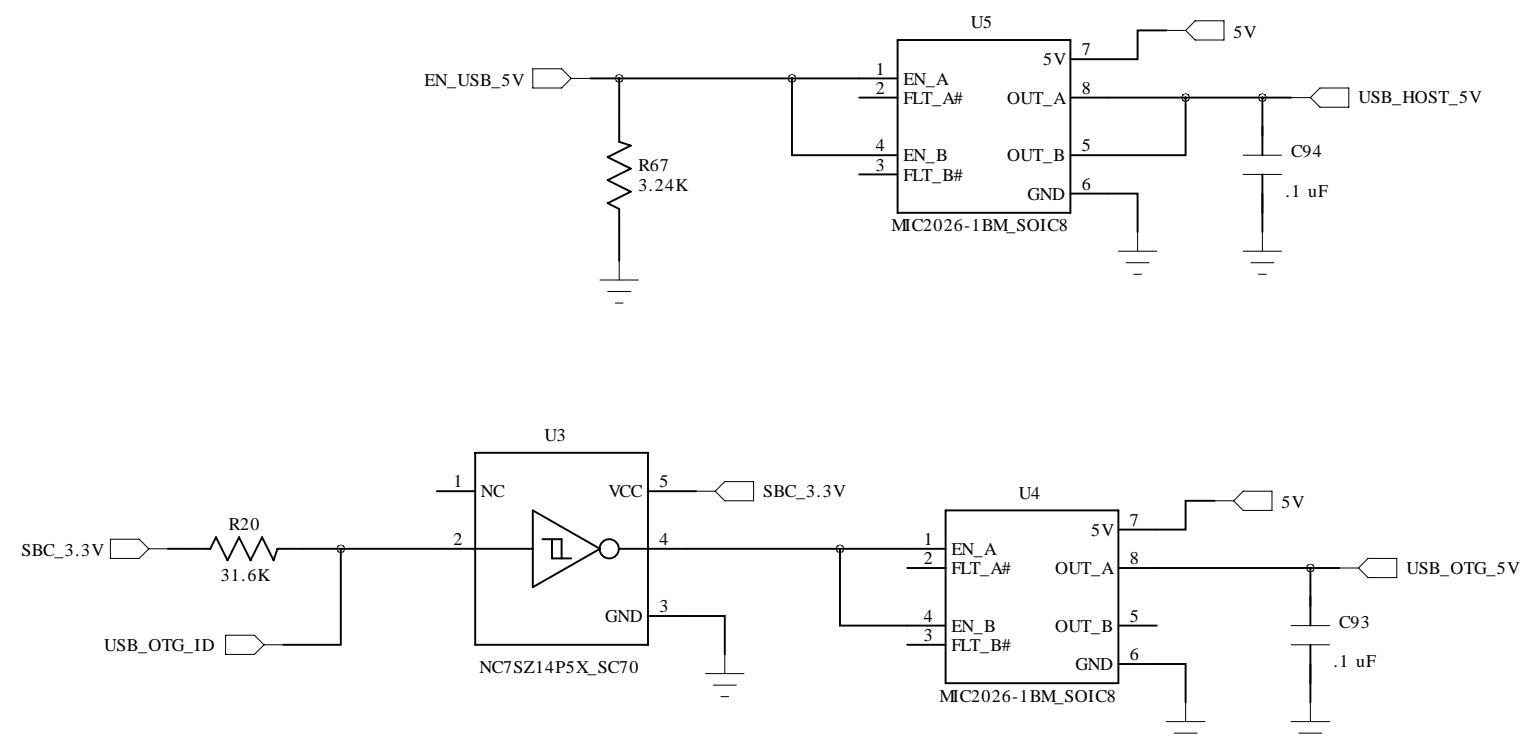 U5
EN_USB_5V
1 EN_A
2 FLT_A#
4 EN_B
3 FLT_B#
5V 7
5V
OUT_A 8
USB_HOST_5V
OUT_B 5
GND 6
R67
3.24K
C94
.1 uF
MIC2026-1BM_SOIC8
U3
1 NC
VCC 5
SBC_3.3V
SBC_3.3V
R20
31.6K
2
4
GND 3
USB_OTG_ID
NC7SZ14P5X_SC70
U4
1 EN_A
2 FLT_A#
4 EN_B
3 FLT_B#
5V 7
5V
OUT_A 8
USB_OTG_5V
OUT_B 5
GND 6
C93
.1 uF
MIC2026-1BM_SOIC8